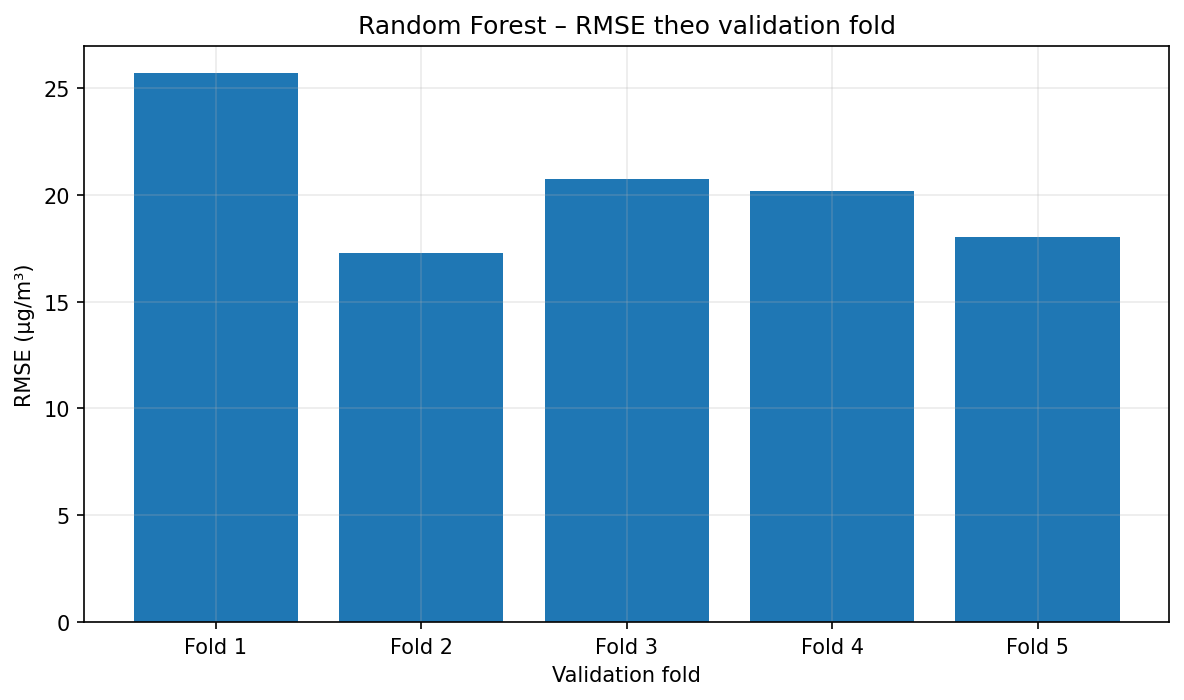 Random Forest – RMSE theo validation fold
RMSE (µg/m³)
25
20
15
10
5
0
Fold 1 Fold 2 Fold 3 Fold 4 Fold 5
Validation fold